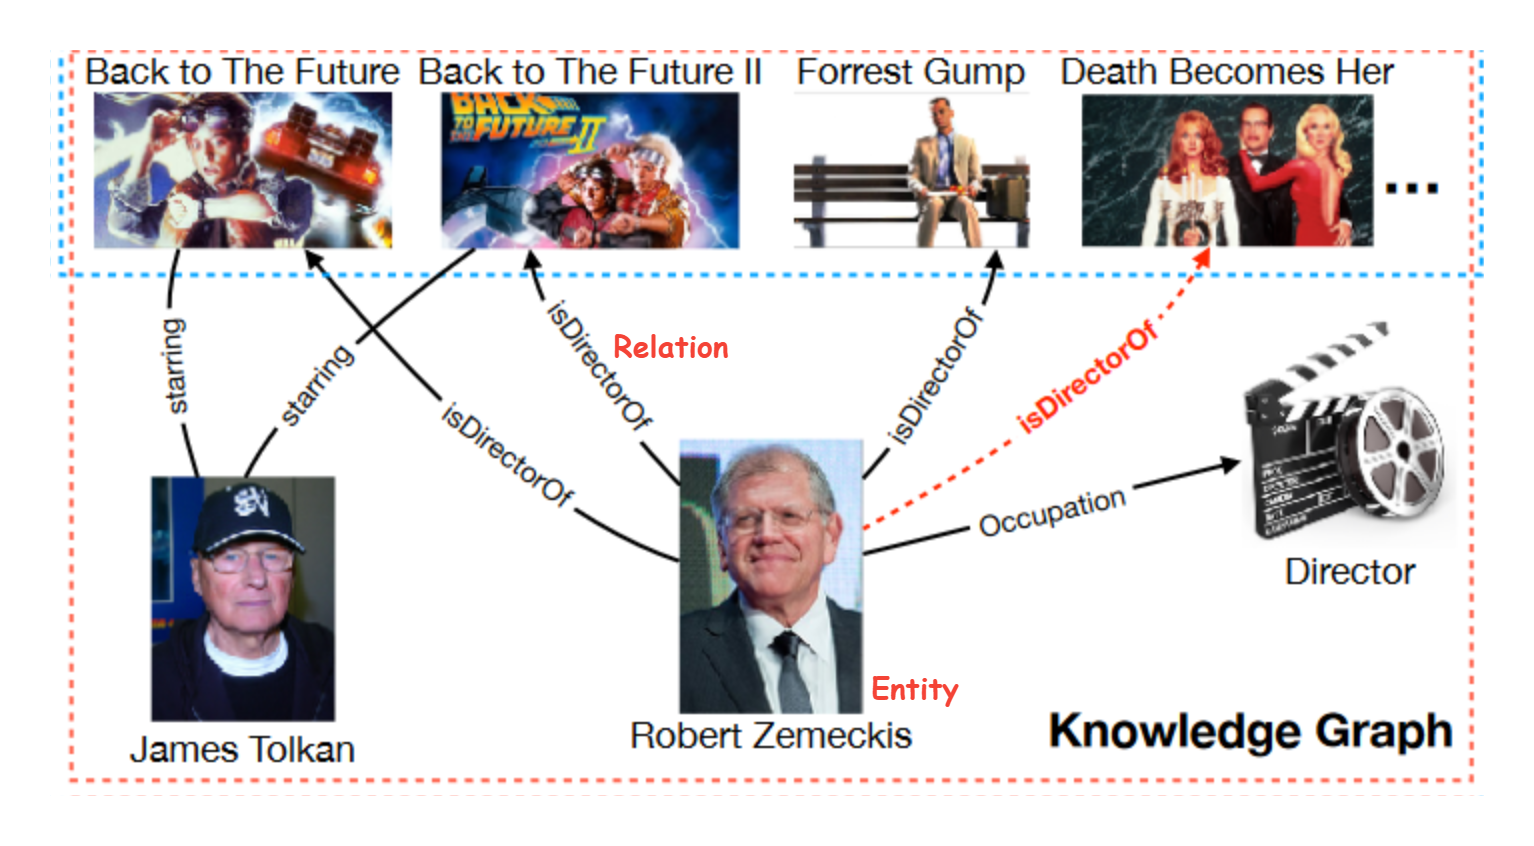 Back to The Future
Back to The Future II
Forrest Gump
Death Becomes Her
BACK
TO
THE FUTURE
II
...
starring
starring
isDirectorOf
isDirectorOf
Relation
isDirectorOf
isDirectorOf
Occupation
Director
Entity
James Tolkan
Robert Zemeckis
Knowledge Graph